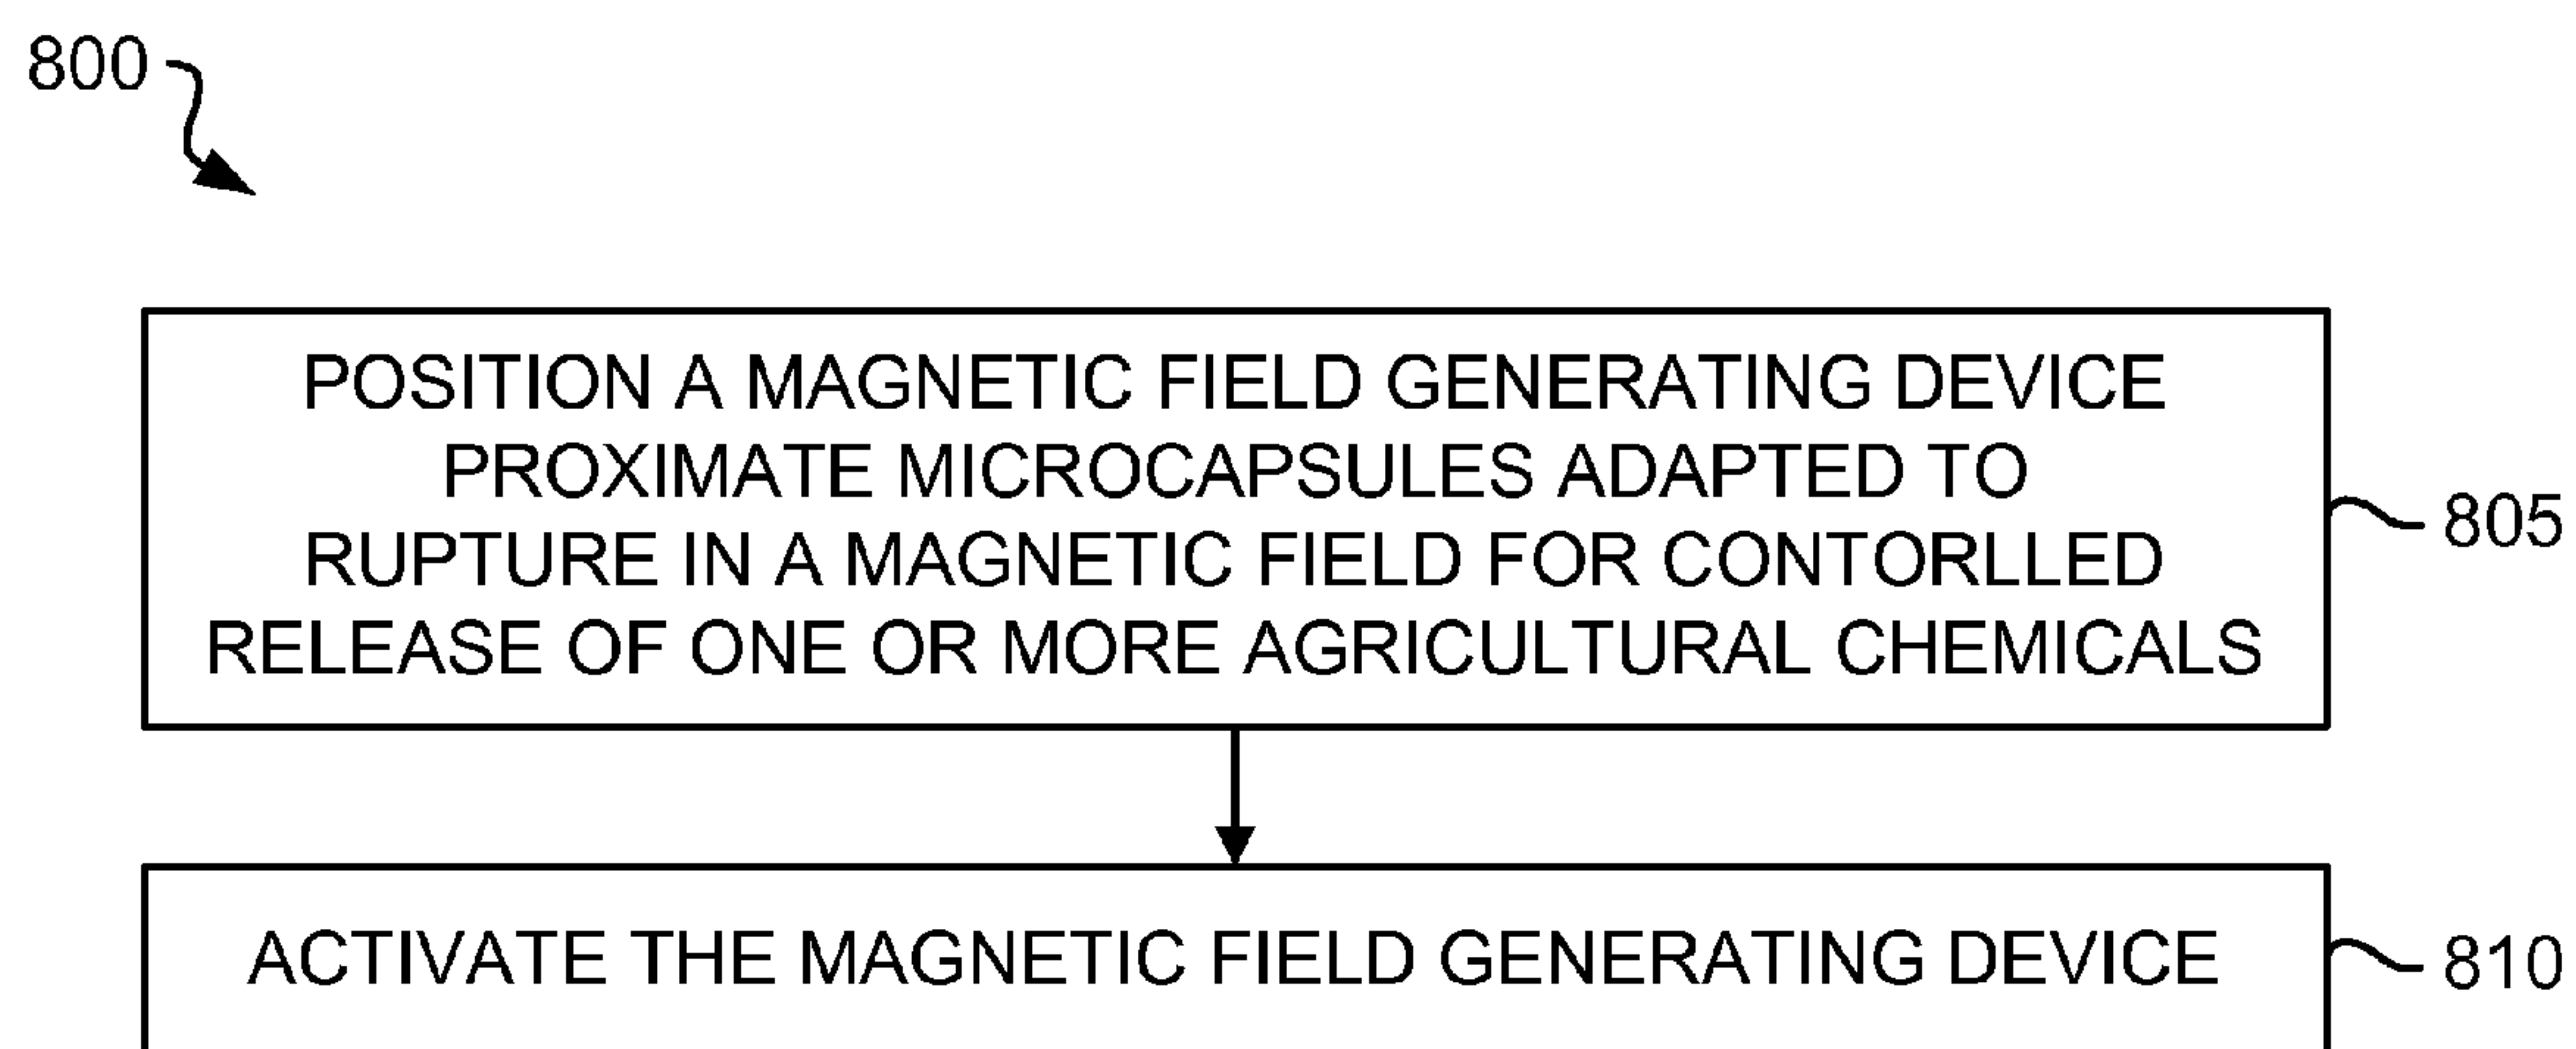 800
POSITION A MAGNETIC FIELD GENERATING DEVICE
PROXIMATE MICROCAPSULES ADAPTED TO
RUPTURE IN A MAGNETIC FIELD FOR CONTORLLED
RELEASE OF ONE OR MORE AGRICULTURAL CHEMICALS
805
ACTIVATE THE MAGNETIC FIELD GENERATING DEVICE
810